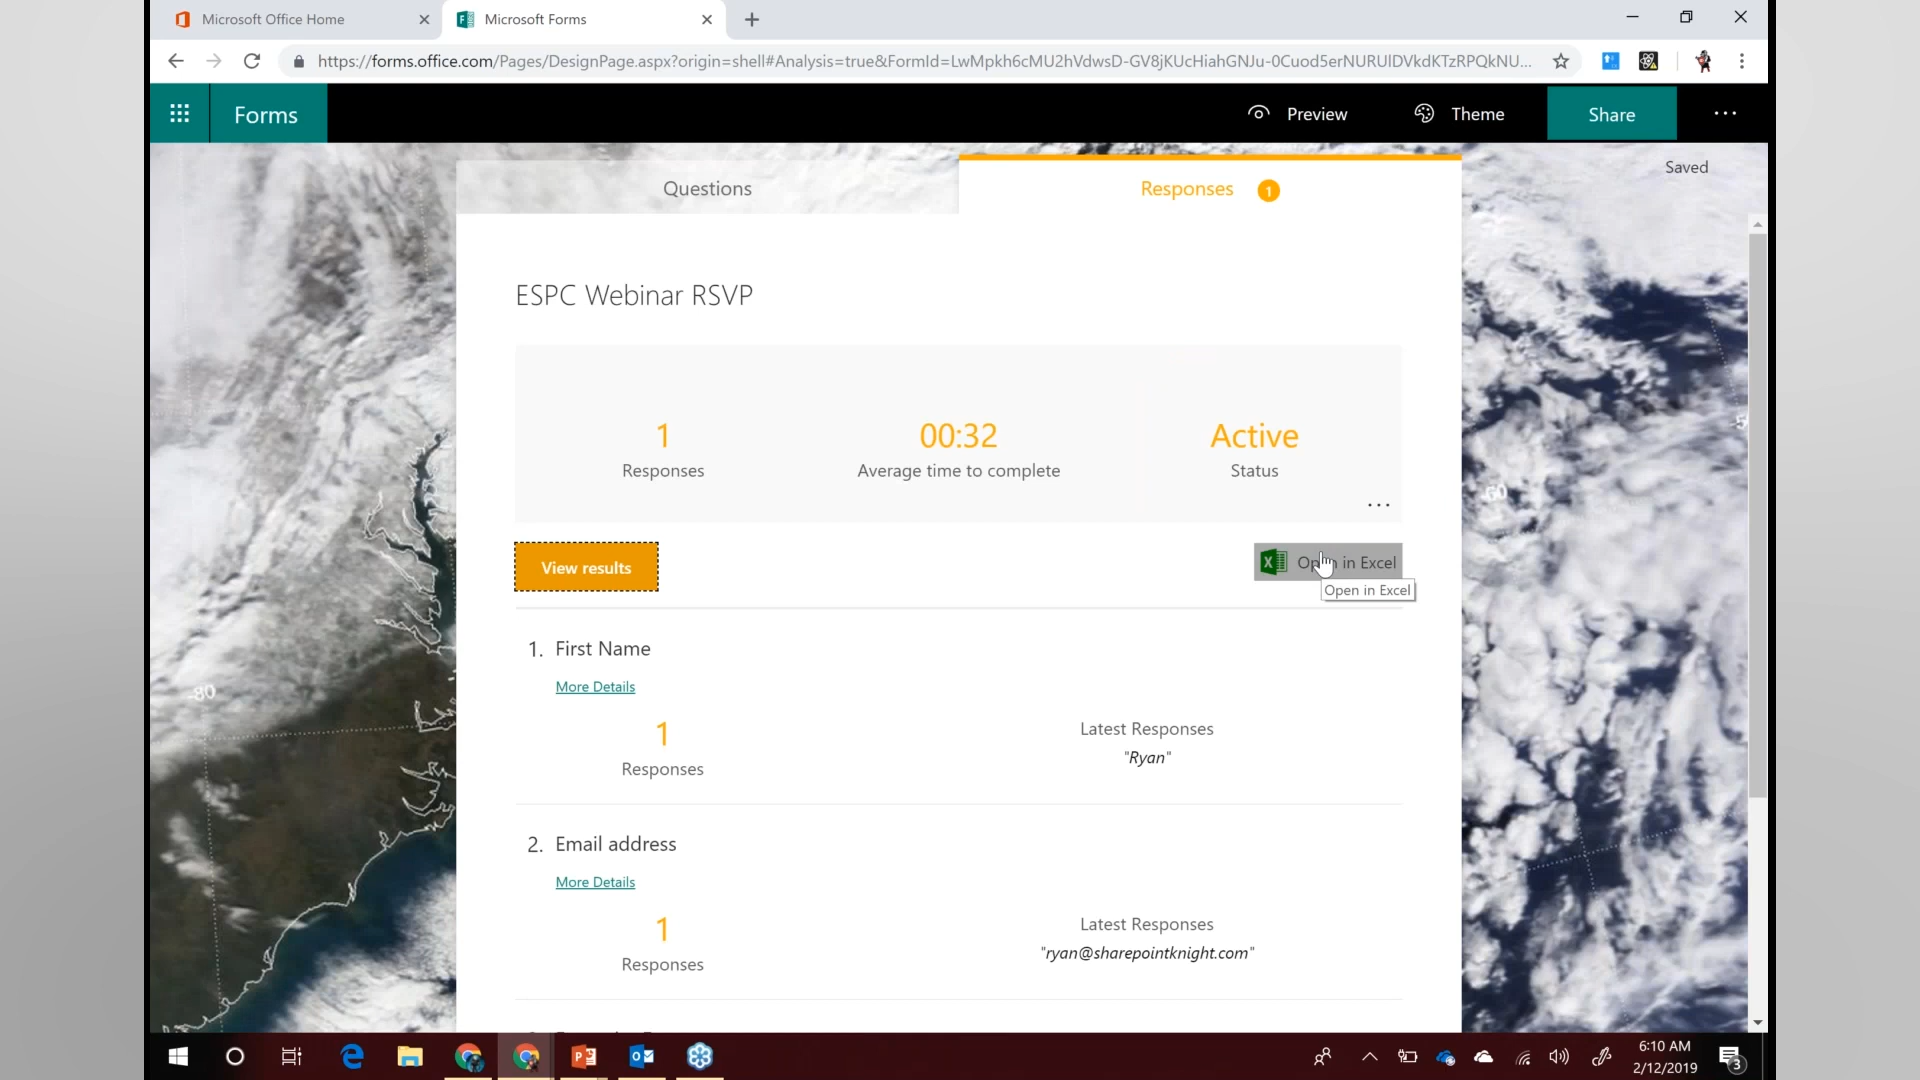 Microsoft Office Home
Microsoft Forms
https://forms.office.com/Pages/DesignPage.aspx?origin=shell#Analysis=true&FormId=LwMpkh6cMU2hVdwsD-GV8jKUcHiahGNJu-0Cuod5erNURUlDVkdKTzRPQkNU...
Forms
Preview
Theme
Share
Saved
Questions
Responses 1
ESPC Webinar RSVP
1
Responses
00:32
Average time to complete
Active
Status
View results
Open in Excel
Open in Excel
1. First Name
More Details
1
Responses
Latest Responses
"Ryan"
2. Email address
More Details
1
Responses
Latest Responses
"ryan@sharepointknight.com"
-80
-60
6:10 AM
2/12/2019
3